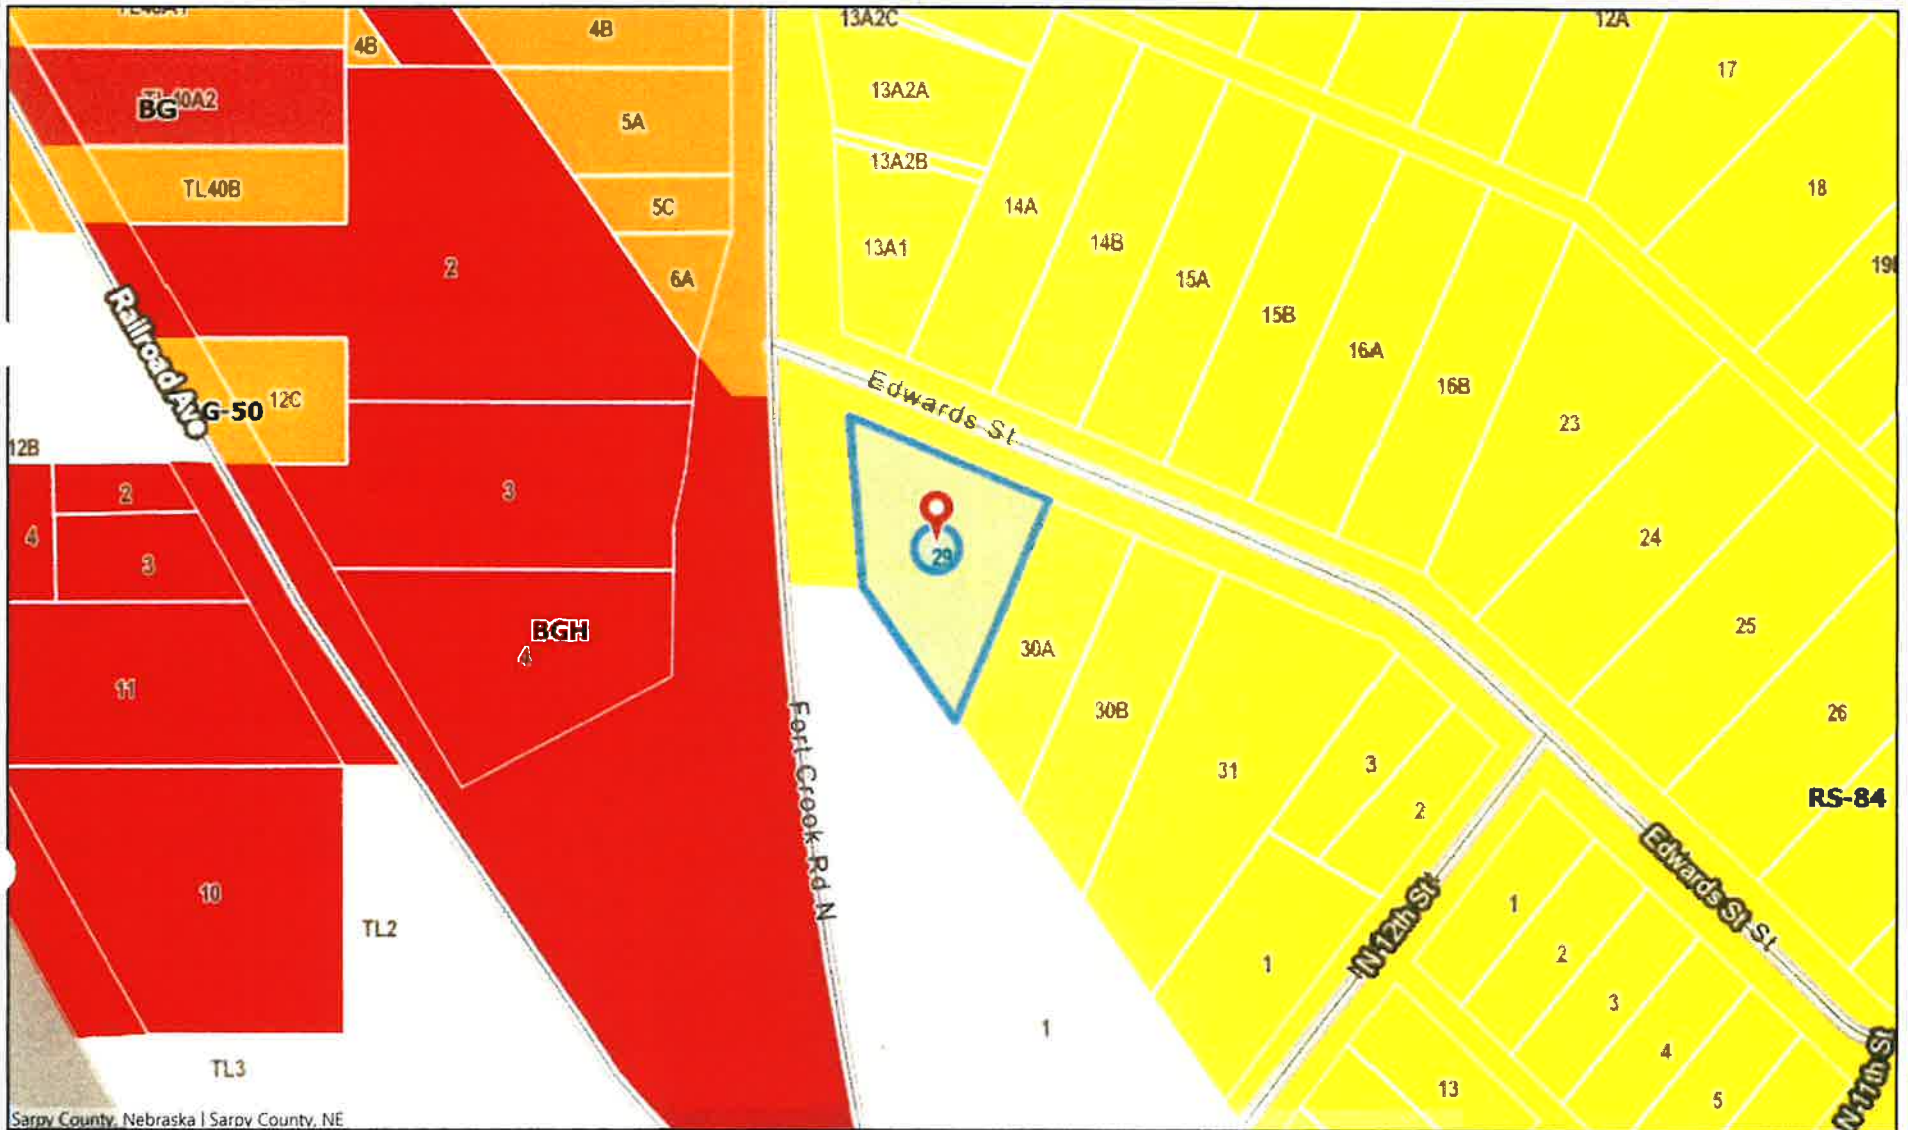 13A2C
12A
4B
4B
17
TL40A2
BG
13A2A
5A
13A2B
TL40B
18
5C
14A
13A1
14B
2
6A
15A
15B
Railroad Ave
16A
Edwards St
16B
G-50
12C
23
12B
2
3
4
3
29
24
BGH
4
30A
25
11
30B
26
Fort Crook Rd N
31
3
2
RS-84
Edwards St
St
10
N 12th St
1
TL2
2
1
3
1
4
TL3
13
5
N 11th St
Sarpy County, Nebraska | Sarpy County, NE